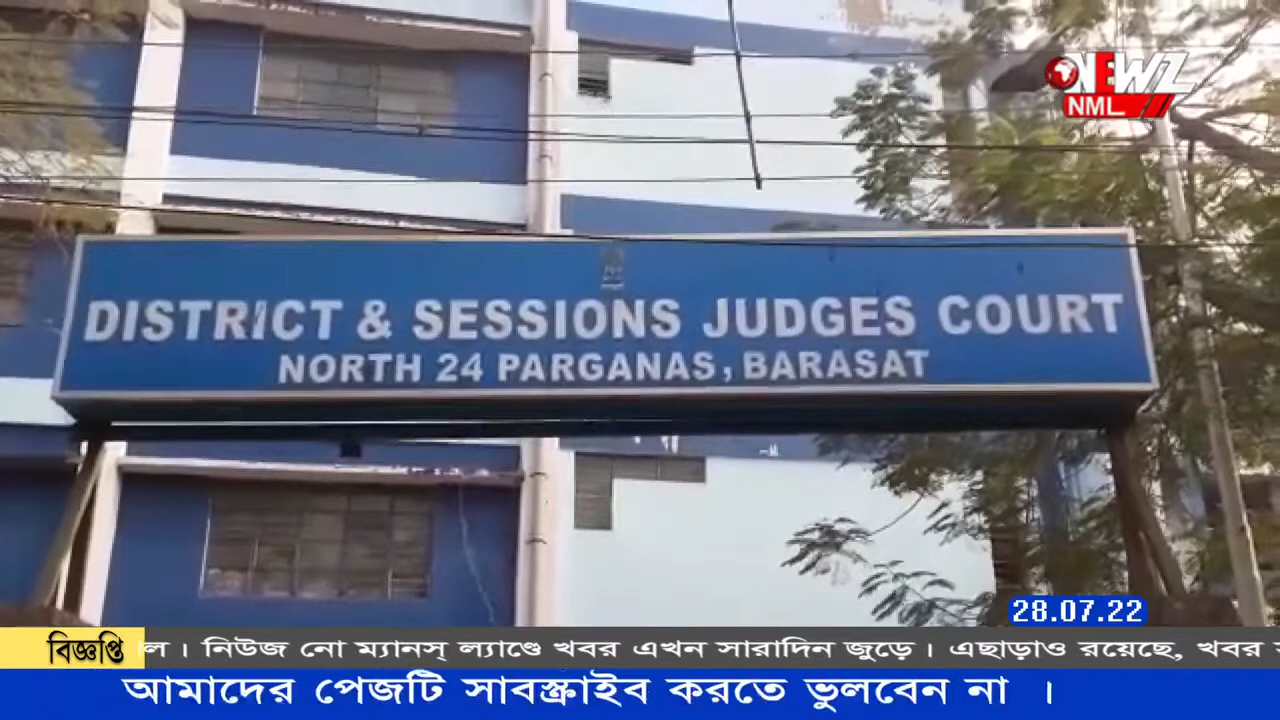 NEWZ
NML
DISTRICT & SESSIONS JUDGES COURT
NORTH 24 PARGANAS, BARASAT
28.07.22
বিজ্ঞপ্তি
। নিউজ নো ম্যানস্ ল্যাণ্ডে খবর এখন সারাদিন জুড়ে । এছাড়াও রয়েছে, খবর
আমাদের পেজটি সাবস্ক্রাইব করতে ভুলবেন না ।